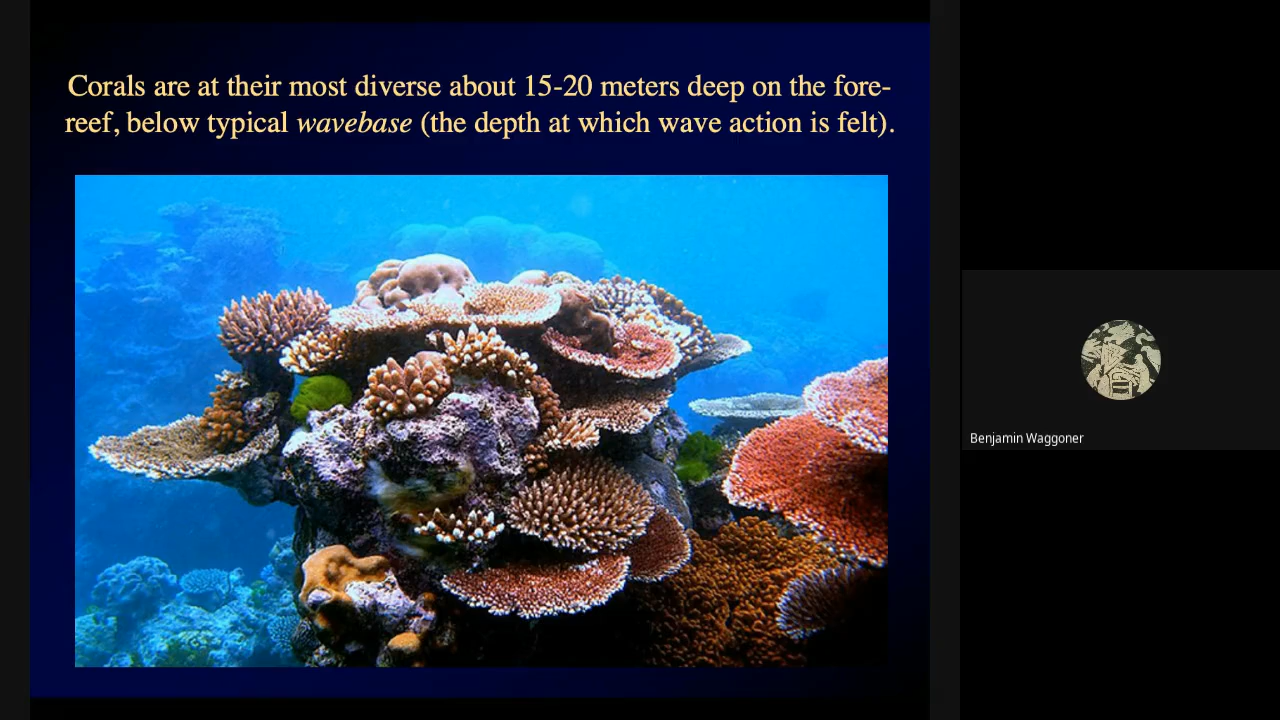 Corals are at their most diverse about 15-20 meters deep on the fore-
reef, below typical wavebase (the depth at which wave action is felt).
Benjamin Waggoner